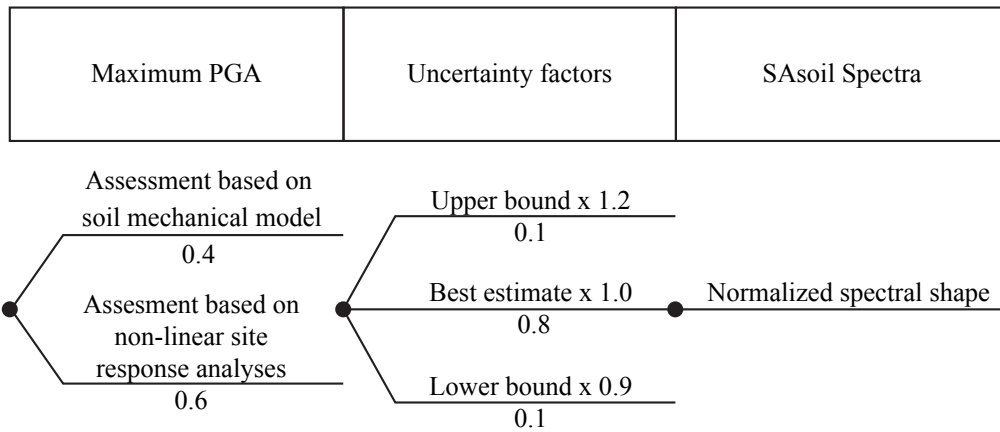 Maximum PGA
Uncertainty factors
SAsoil Spectra
Assessment based on
soil mechanical model
0.4
Assesment based on
non-linear site
response analyses
0.6
Upper bound x 1.2
0.1
Best estimate x 1.0
0.8
Lower bound x 0.9
0.1
Normalized spectral shape